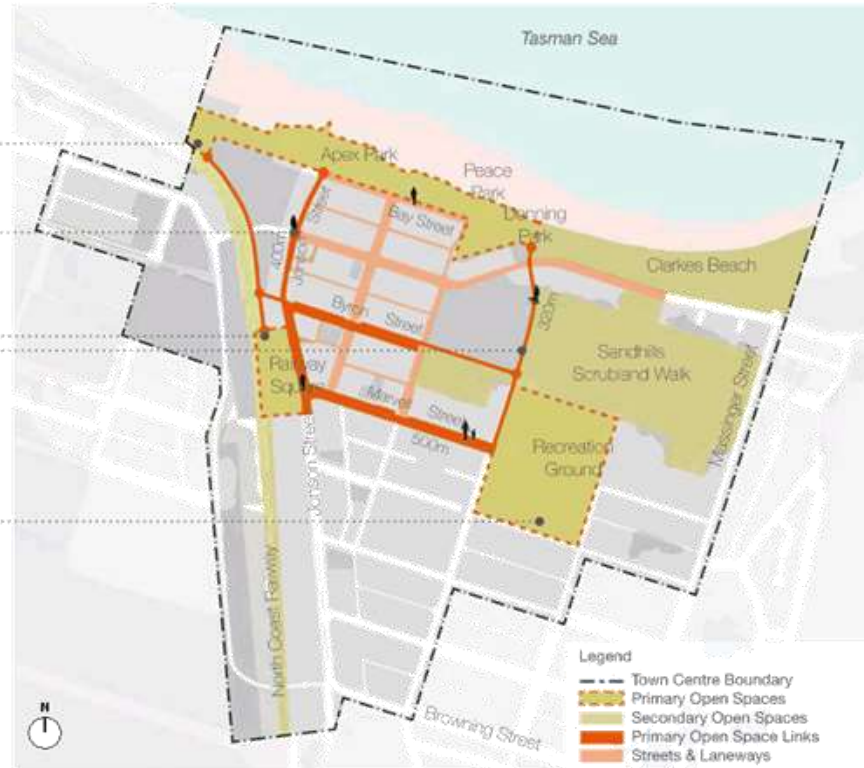 Tasman Sea
Apex Park
Peace
Park
Denning
Park
Bay Street
Clarkes Beach
400m
Jonson
Street
320m
Byron Street
Sandhills
Scrubland Walk
Railway
Square
Marvel Street
500m
Recreation
Ground
Massinger Street
Jonson Street
North Coast Railway
Browning Street
N
Legend
Town Centre Boundary
Primary Open Spaces
Secondary Open Spaces
Primary Open Space Links
Streets & Laneways